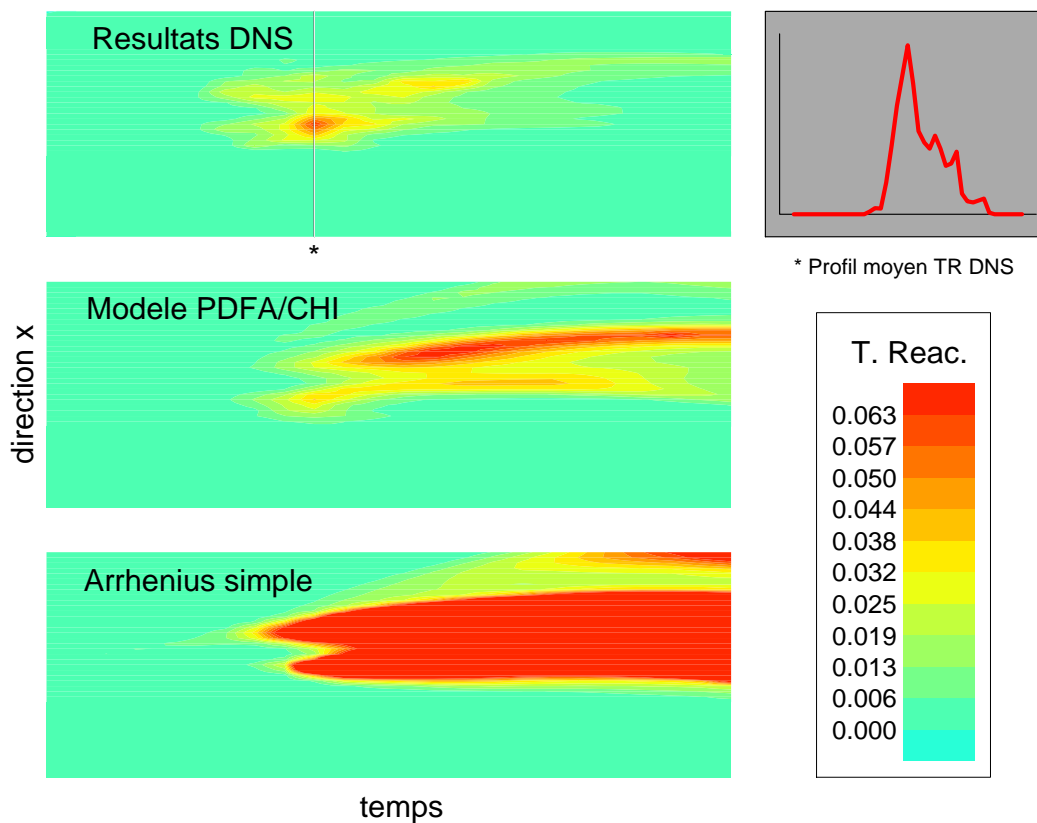 Resultats DNS
*
* Profil moyen TR DNS
Modele PDFA/CHI
direction x
Arrhenius simple
temps
T. Reac.
0.063
0.057
0.050
0.044
0.038
0.032
0.025
0.019
0.013
0.006
0.000